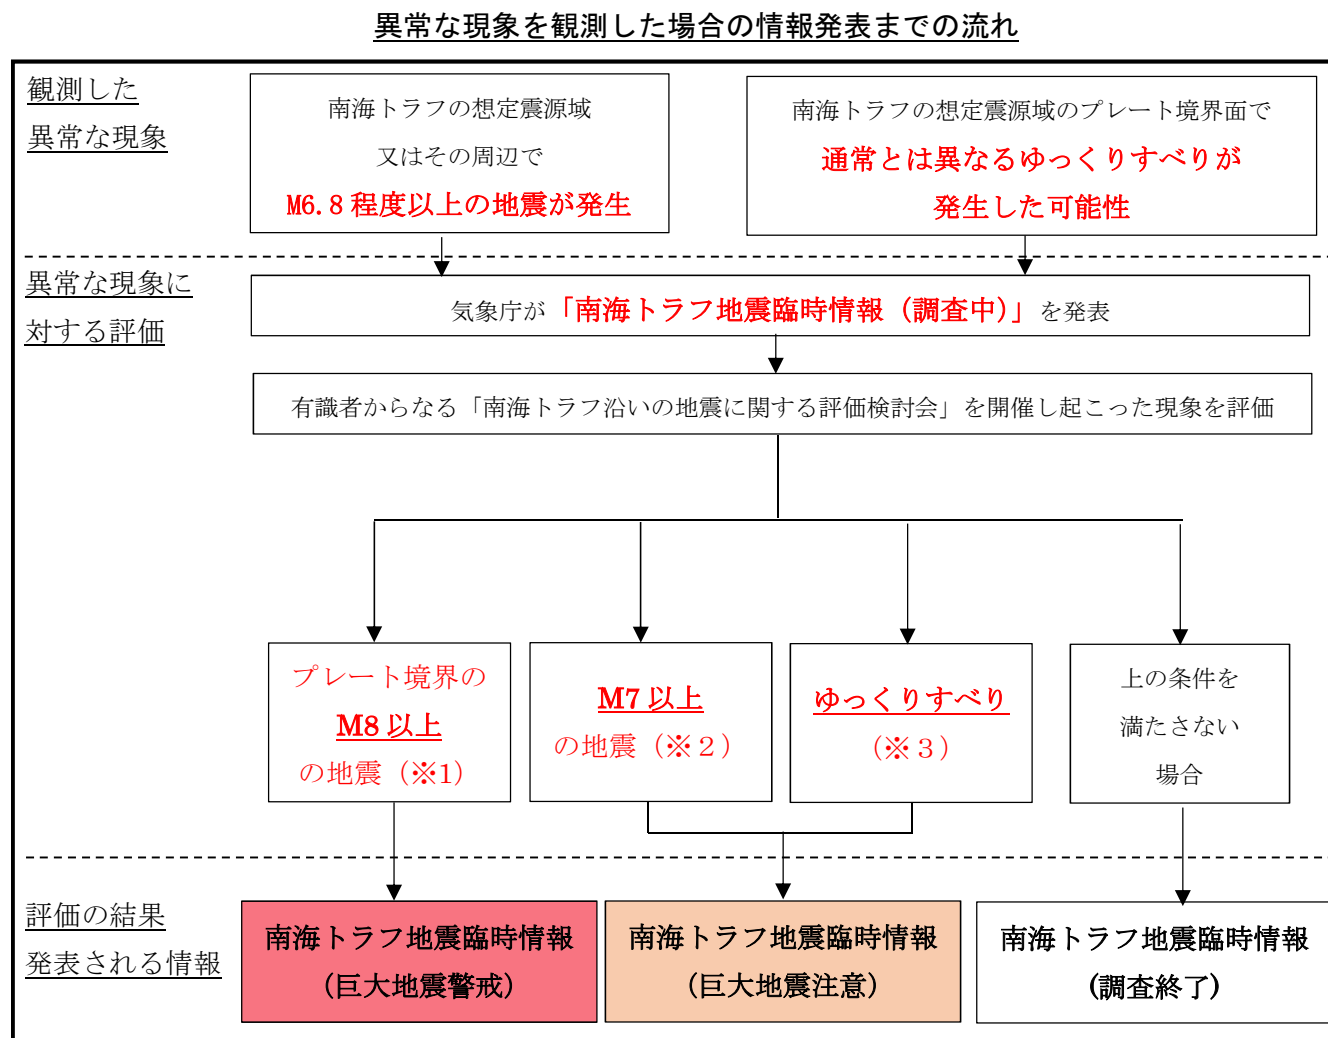 異常な現象を観測した場合の情報発表までの流れ
観測した
異常な現象
南海トラフの想定震源域
又はその周辺で
M6.8程度以上の地震が発生
南海トラフの想定震源域のプレート境界面で
通常とは異なるゆっくりすべりが
発生した可能性
異常な現象に
対する評価
気象庁が「南海トラフ地震臨時情報（調査中）」を発表
有識者からなる「南海トラフ沿いの地震に関する評価検討会」を開催し起こった現象を評価
プレート境界の
M8以上
の地震（※1）
M7以上
の地震（※２）
ゆっくりすべり
（※３）
上の条件を
満たさない
場合
評価の結果
発表される情報
南海トラフ地震臨時情報
(巨大地震警戒)
南海トラフ地震臨時情報
(巨大地震注意)
南海トラフ地震臨時情報
(調査終了)